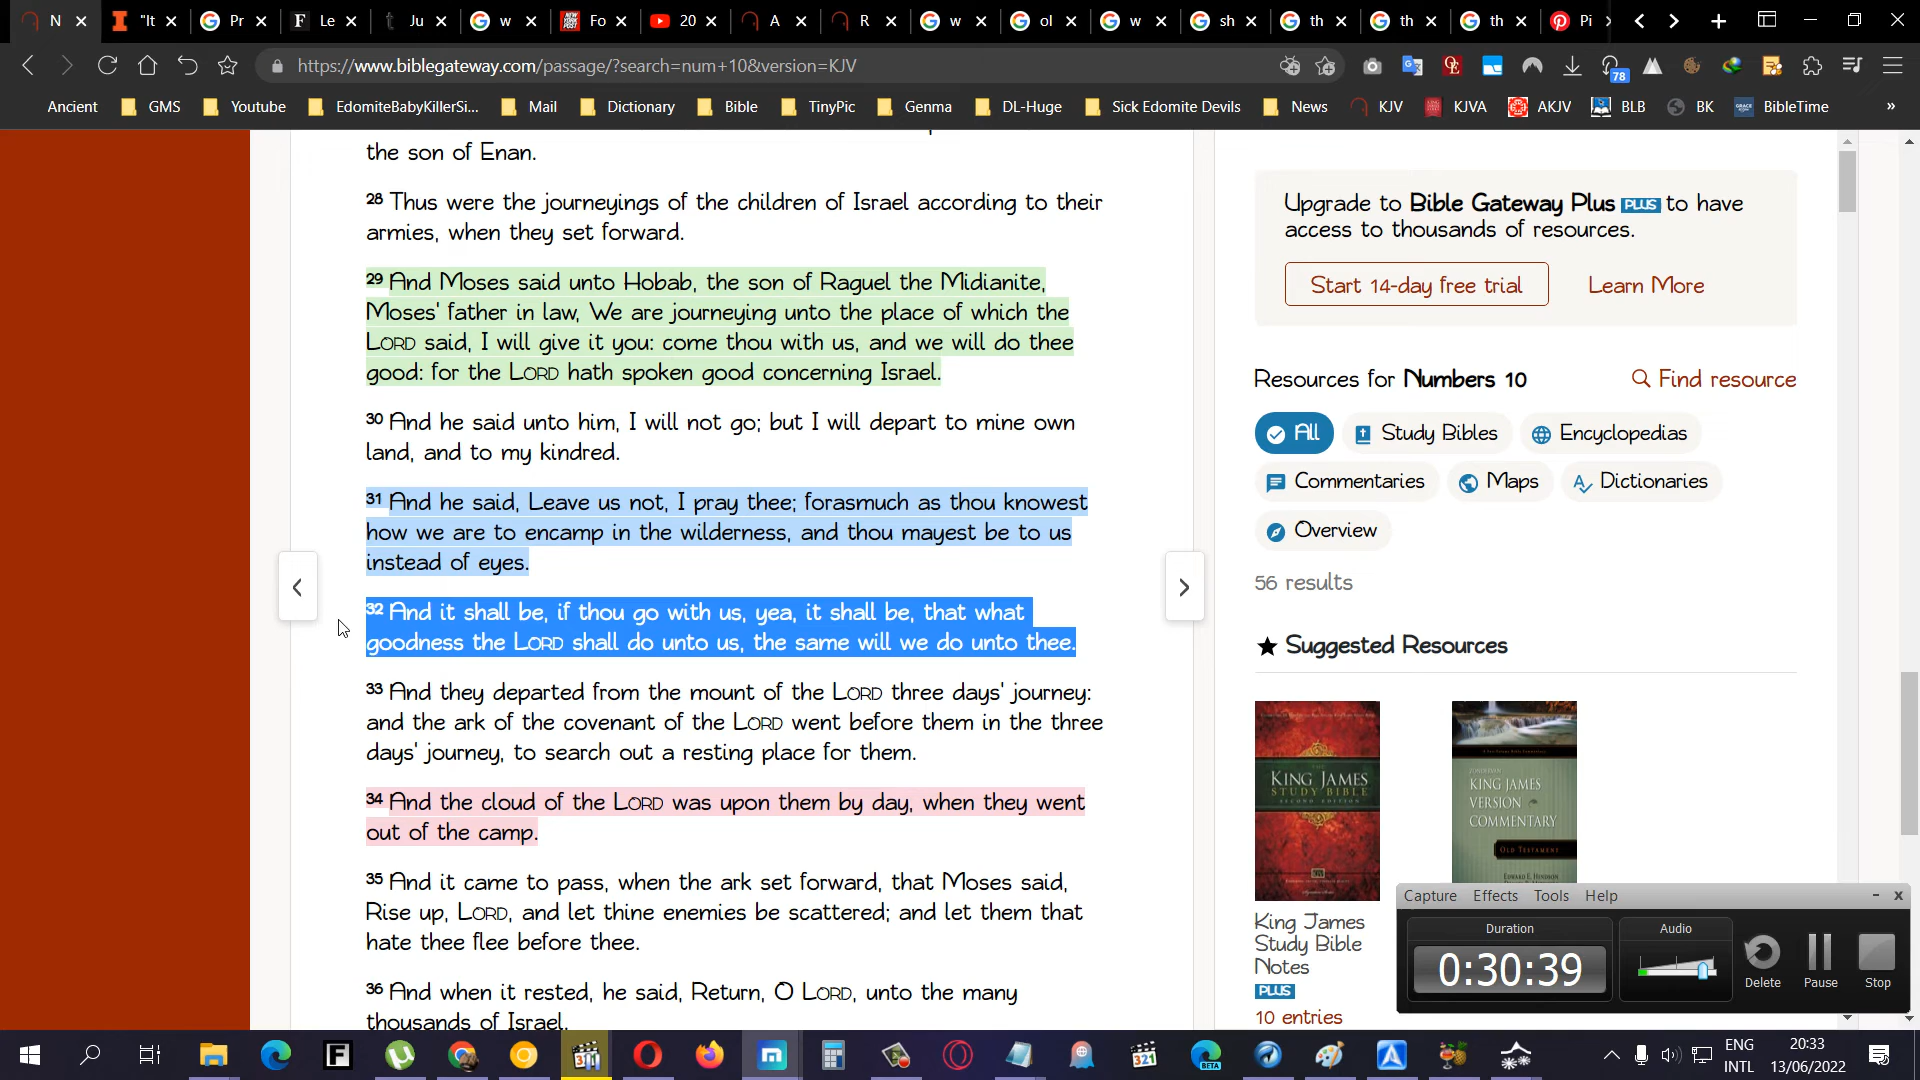 N
"It
Pr
Le
Ju
w
Fo
20
A
R
w
ol
w
sh
th
th
th
Pi
https://www.biblegateway.com/passage/?search=num+10&version=KJV
78
Ancient
GMS
Youtube
EdomiteBabyKillerSi...
Mail
Dictionary
Bible
TinyPic
Genma
DL-Huge
Sick Edomite Devils
News
KJV
KJVA
AKJV
BLB
BK
BibleTime
»
the son of Enan.
28 Thus were the journeyings of the children of Israel according to their
armies, when they set forward.
29 And Moses said unto Hobab, the son of Raguel the Midianite,
Moses' father in law, We are journeying unto the place of which the
LORD said, I will give it you: come thou with us, and we will do thee
good: for the LORD hath spoken good concerning Israel.
30 And he said unto him, I will not go; but I will depart to mine own
land, and to my kindred.
31 And he said, Leave us not, I pray thee; forasmuch as thou knowest
how we are to encamp in the wilderness, and thou mayest be to us
instead of eyes.
32 And it shall be, if thou go with us, yea, it shall be, that what
goodness the LORD shall do unto us, the same will we do unto thee.
33 And they departed from the mount of the LORD three days' journey:
and the ark of the covenant of the LORD went before them in the three
days' journey, to search out a resting place for them.
34 And the cloud of the LORD was upon them by day, when they went
out of the camp.
35 And it came to pass, when the ark set forward, that Moses said,
Rise up, LORD, and let thine enemies be scattered; and let them that
hate thee flee before thee.
36 And when it rested, he said, Return, O LORD, unto the many
thousands of Israel.
Upgrade to Bible Gateway Plus PLUS to have
access to thousands of resources.
Start 14-day free trial
Learn More
Resources for Numbers 10
Find resource
All
Study Bibles
Encyclopedias
Commentaries
Maps
Dictionaries
Overview
56 results
Suggested Resources
KING JAMES
STUDY BIBLE
SECOND EDITION
KING JAMES
VERSION
COMMENTARY
OLD TESTAMENT
King James
Study Bible
Notes
PLUS
10 entries
Capture
Effects
Tools
Help
Duration
0:30:39
Audio
Delete
Pause
Stop
ENG
INTL
20:33
13/06/2022